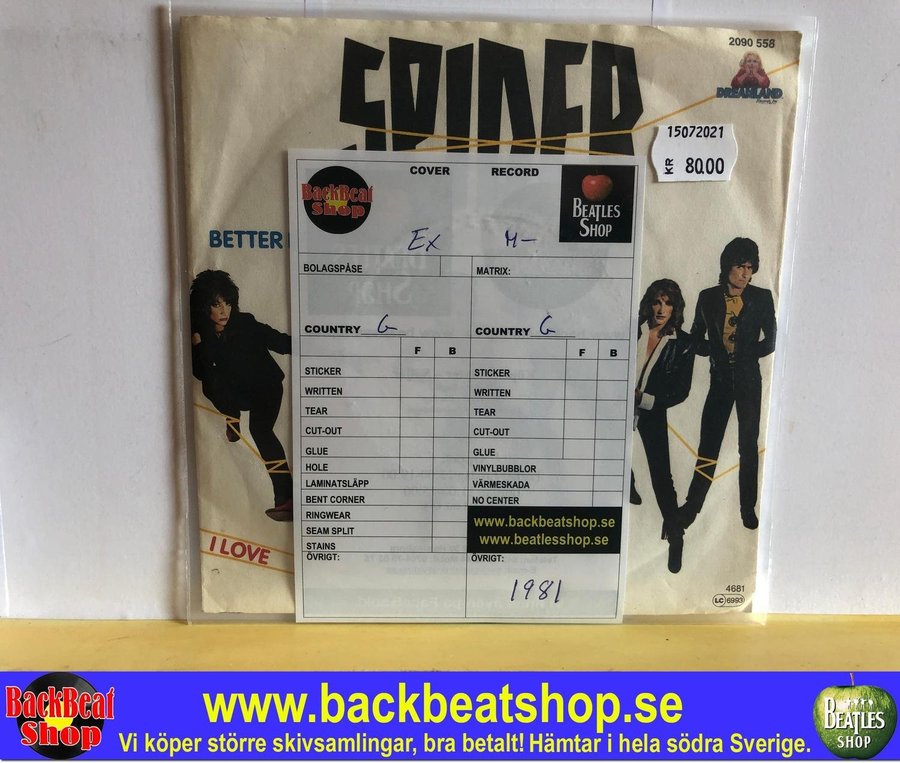 SPIDER
2090 558
DREAMLAND
15072021
KR 80.00
BackBeat
Shop
COVER
RECORD
BEATLES
SHOP
Ex
M-
BETTER
BOLAGSPÅSE
MATRIX:
COUNTRY G
COUNTRY G
F B
F B
STICKER
STICKER
WRITTEN
WRITTEN
TEAR
TEAR
CUT-OUT
CUT-OUT
GLUE
GLUE
HOLE
VINYLBUBBLOR
LAMINATSLÄPP
VÄRMESKADA
BENT CORNER
NO CENTER
RINGWEAR
www.backbeatshop.se
SEAM SPLIT
www.beatlesshop.se
STAINS
I LOVE
ÖVRIGT:
ÖVRIGT:
1981
4681
LC 6993
BackBeat
Shop
www.backbeatshop.se
Vi köper större skivsamlingar, bra betalt! Hämtar i hela södra Sverige.
BEATLES
SHOP